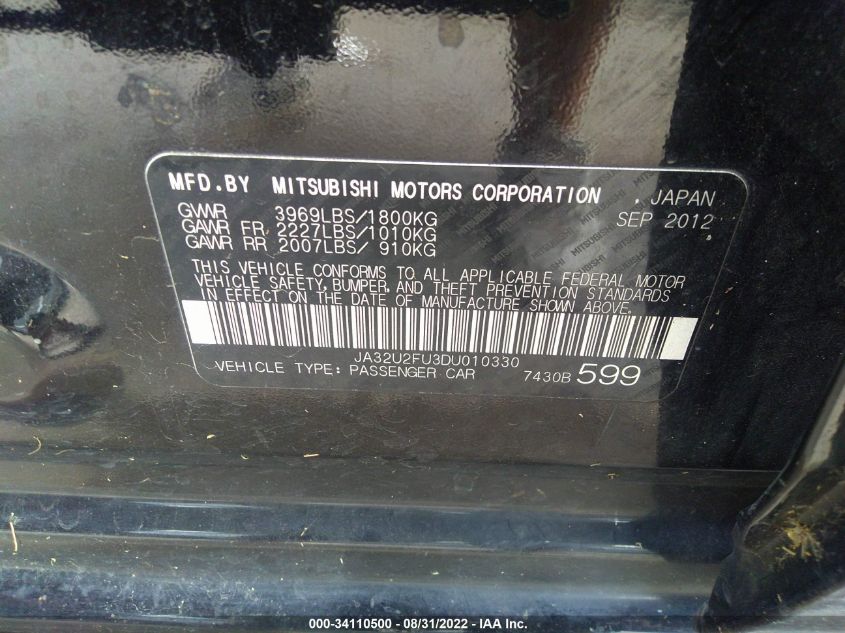 MFD.BY MITSUBISHI MOTORS CORPORATION , JAPAN
GVWR 3969LBS/1800KG SEP 2012
GAWR FR 2227LBS/1010KG
GAWR RR 2007LBS/ 910KG
THIS VEHICLE CONFORMS TO ALL APPLICABLE FEDERAL MOTOR
VEHICLE SAFETY, BUMPER, AND THEFT PREVENTION STANDARDS
IN EFFECT ON THE DATE OF MANUFACTURE SHOWN ABOVE.
JA32U2FU3DU010330
VEHICLE TYPE: PASSENGER CAR 7430B 599
000-34110500 - 08/31/2022 - IAA Inc.